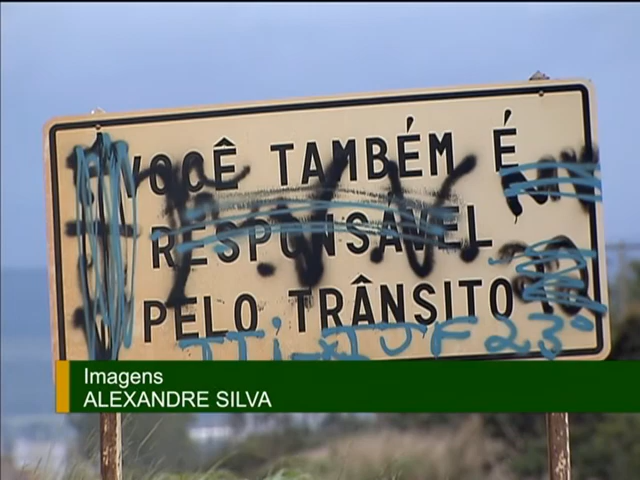 VOCÊ TAMBÉM É
RESPONSÁVEL
PELO TRÂNSITO
Imagens
ALEXANDRE SILVA